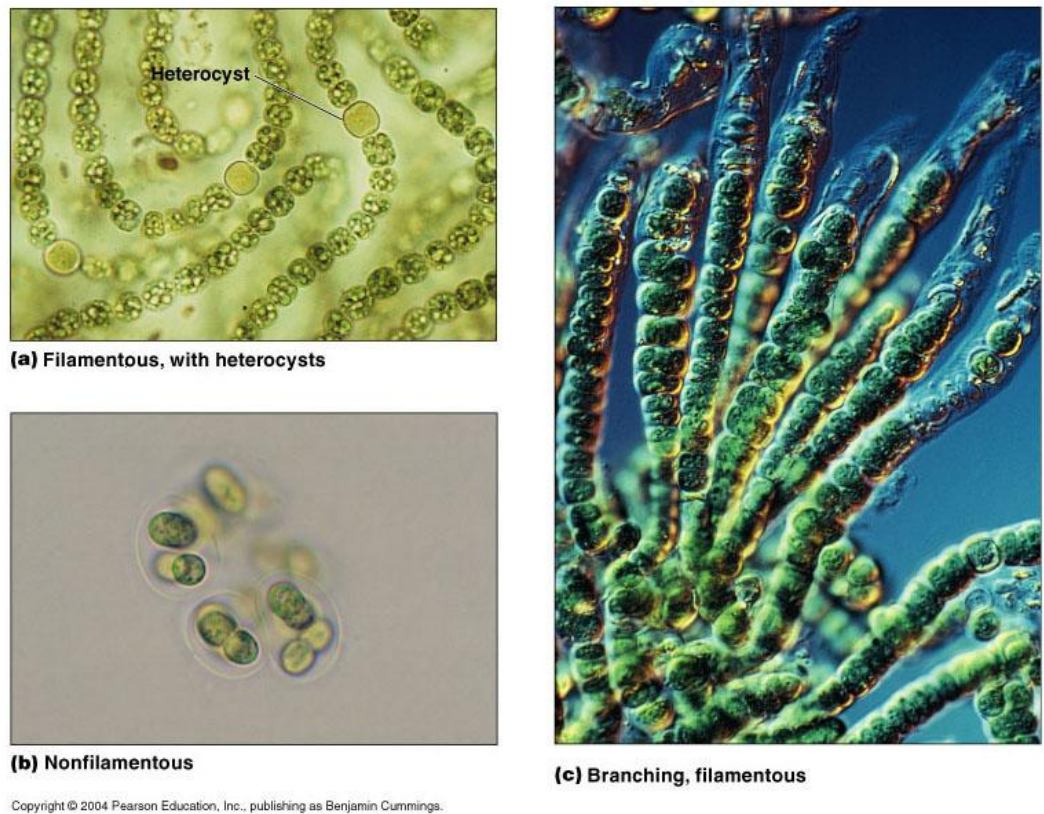 Heterocyst
(a) Filamentous, with heterocysts
(b) Nonfilamentous
(c) Branching, filamentous
Copyright © 2004 Pearson Education, Inc., publishing as Benjamin Cummings.